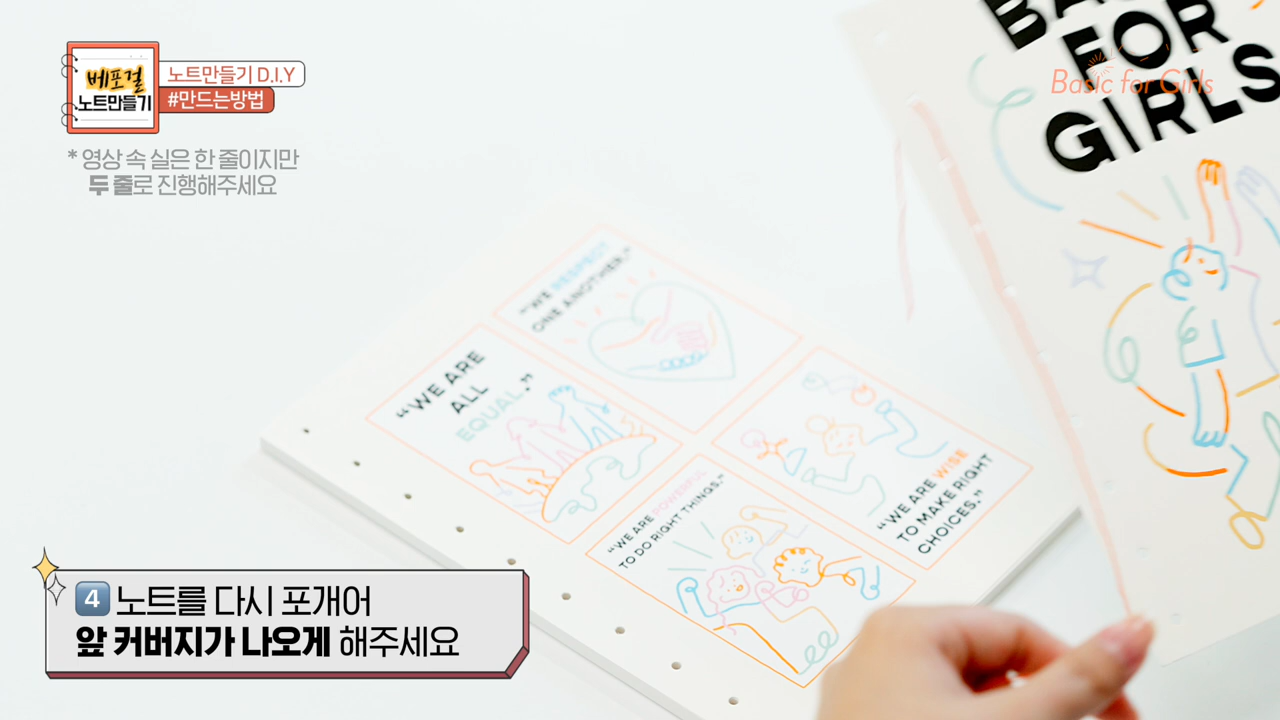 베포걸
노트만들기
노트만들기 D.I.Y
#만드는방법
* 영상 속 실은 한 줄이지만
두 줄로 진행해주세요
BASIC
FOR
GIRLS
Basic for Girls
"WE RESPECT
ONE ANOTHER."
"WE ARE
ALL
EQUAL."
"WE ARE WISE
TO MAKE RIGHT
CHOICES."
"WE ARE POWERFUL
TO DO RIGHT THINGS."
4 노트를 다시 포개어
앞 커버지가 나오게 해주세요